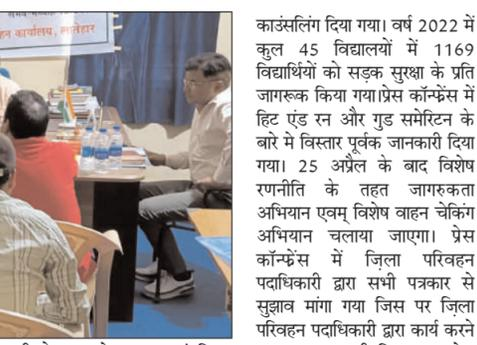 कार्यालय, लातेहार
काउंसलिंग दिया गया। वर्ष 2022 में
कुल 45 विद्यालयों में 1169
विद्यार्थियों को सड़क सुरक्षा के प्रति
जागरूक किया गया।प्रेस कॉन्फ्रेंस में
हिट एंड रन और गुड समेरिटन के
बारे मे विस्तार पूर्वक जानकारी दिया
गया। 25 अप्रैल के बाद विशेष
रणनीति के तहत जागरुकता
अभियान एवम् विशेष वाहन चेकिंग
अभियान चलाया जाएगा। प्रेस
कॉन्फ्रेंस में ज़िला परिवहन
पदाधिकारी द्वारा सभी पत्रकार से
सुझाव मांगा गया जिस पर ज़िला
परिवहन पदाधिकारी द्वारा कार्य करने